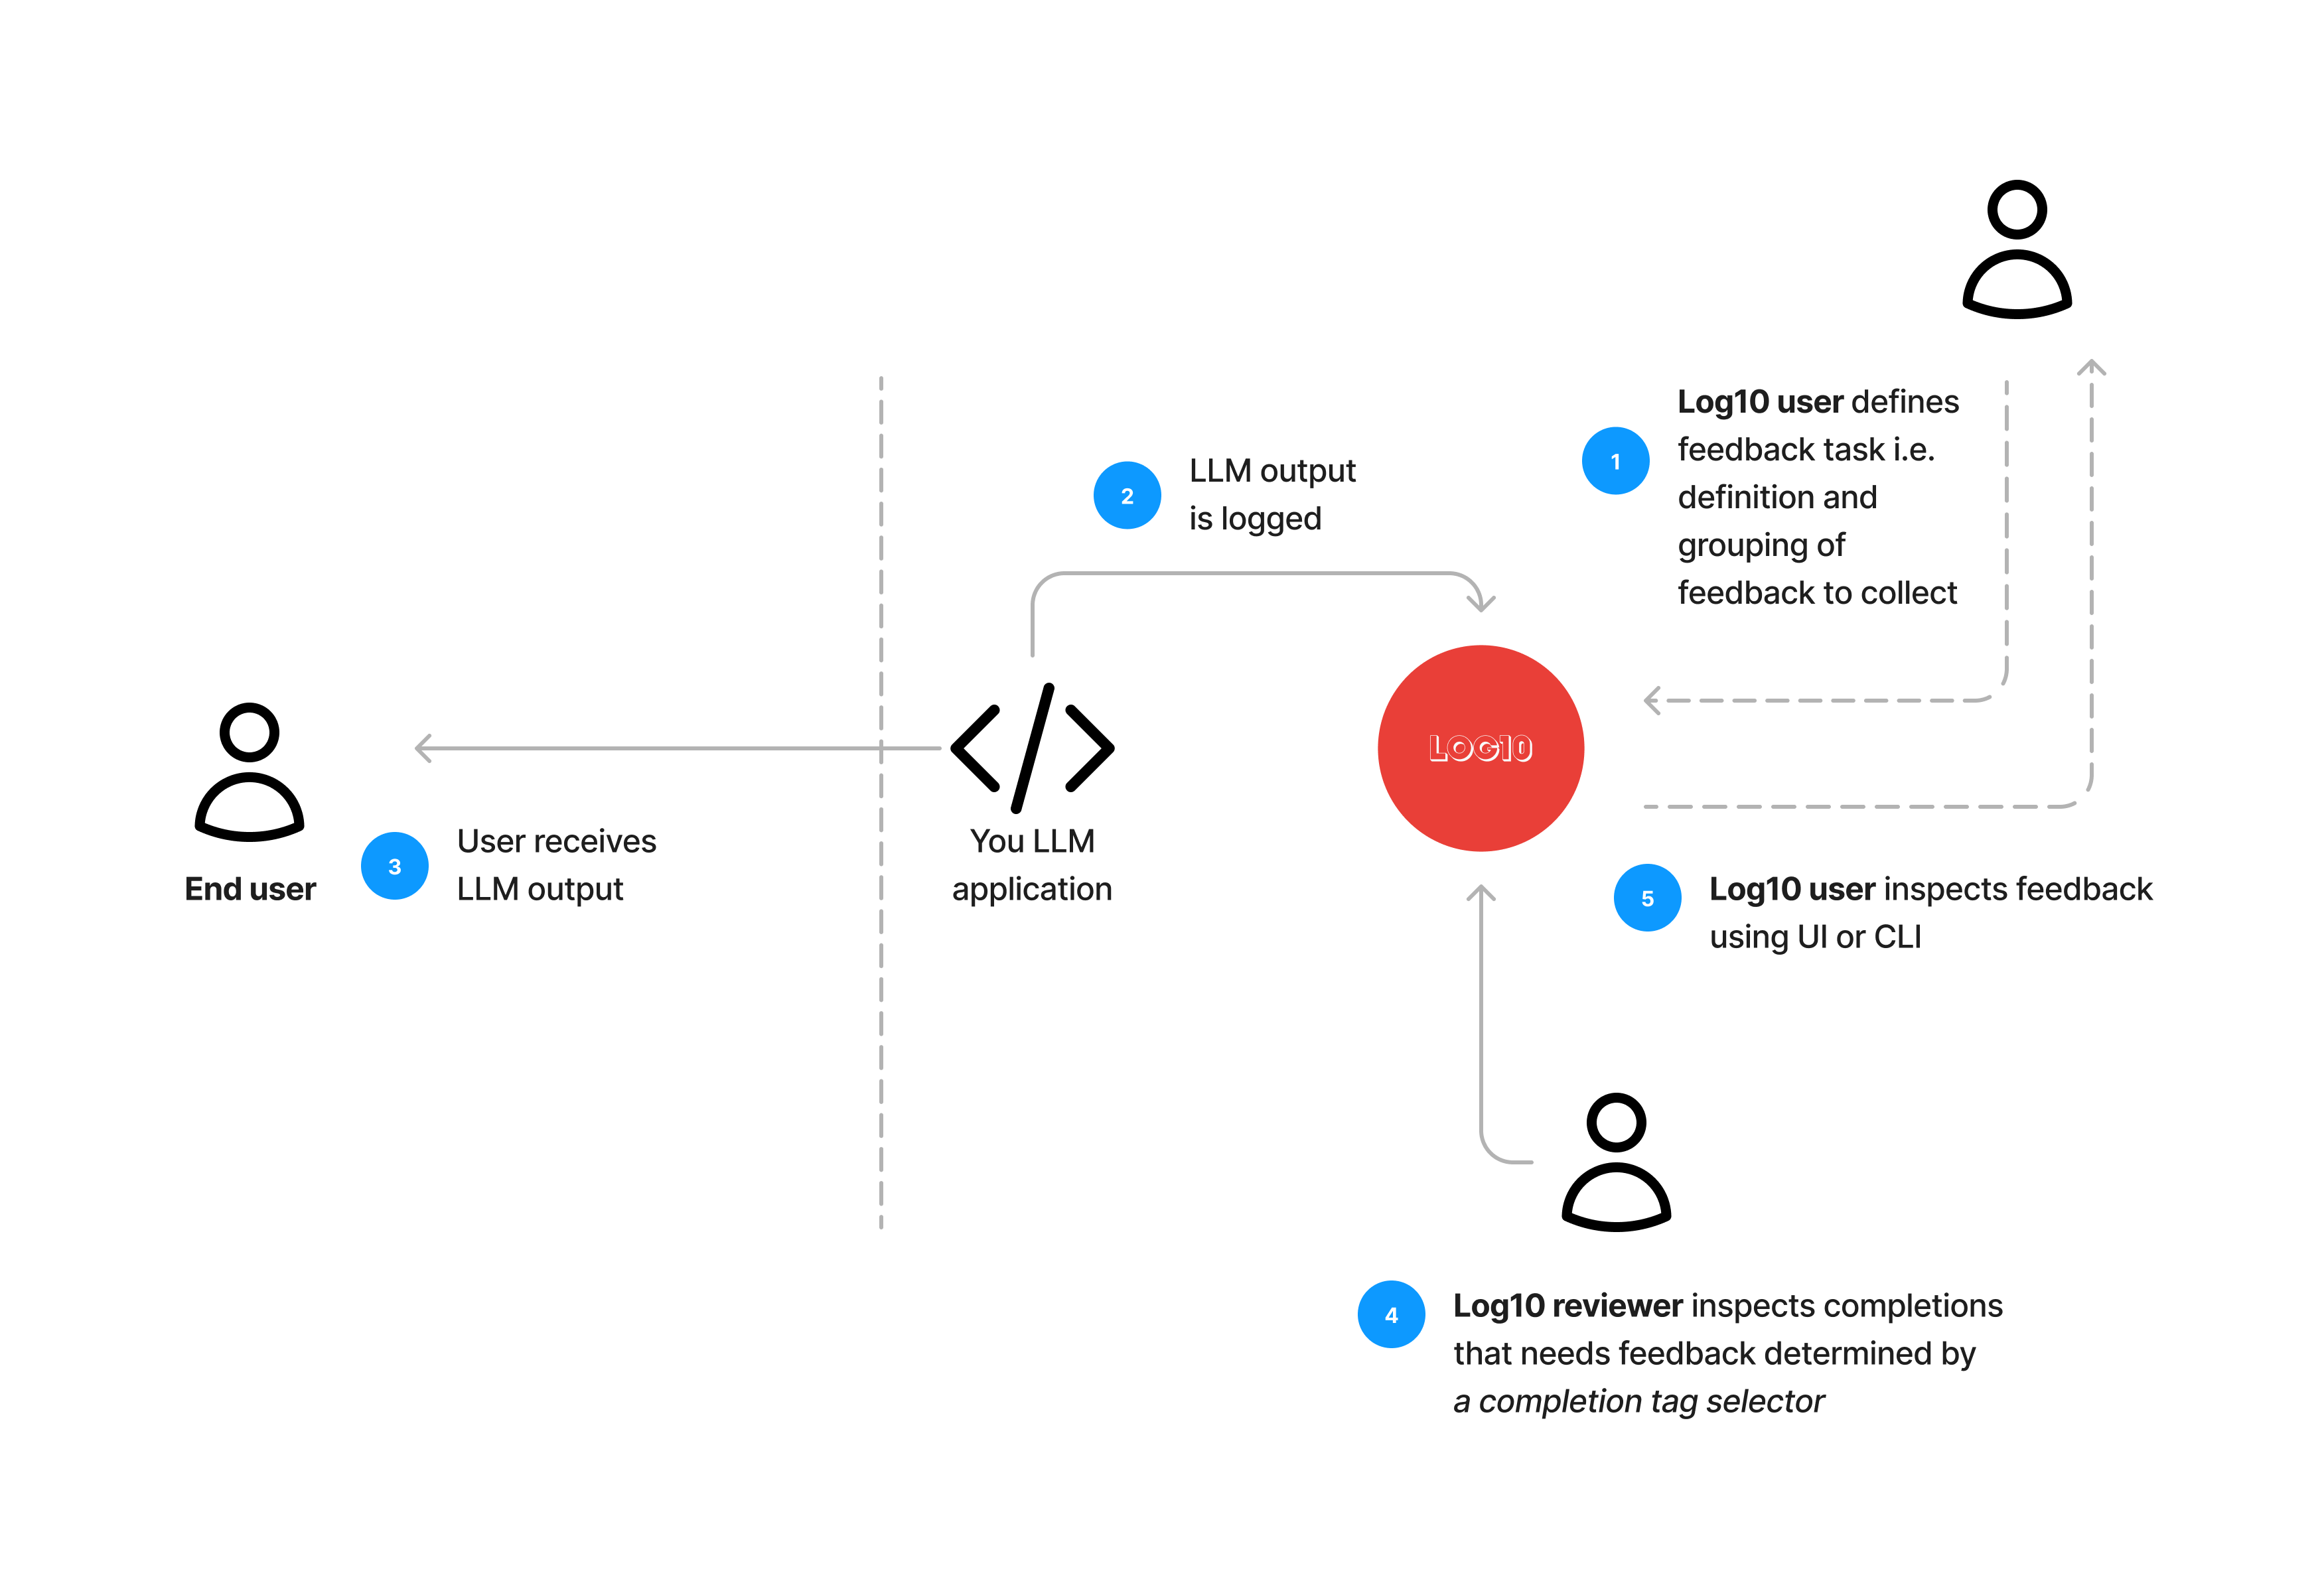 1
Log10 user defines
feedback task i.e.
definition and
grouping of
feedback to collect
2
LLM output
is logged
LOG10
You LLM
application
End user
3
User receives
LLM output
5
Log10 user inspects feedback
using UI or CLI
4
Log10 reviewer inspects completions
that needs feedback determined by
a completion tag selector